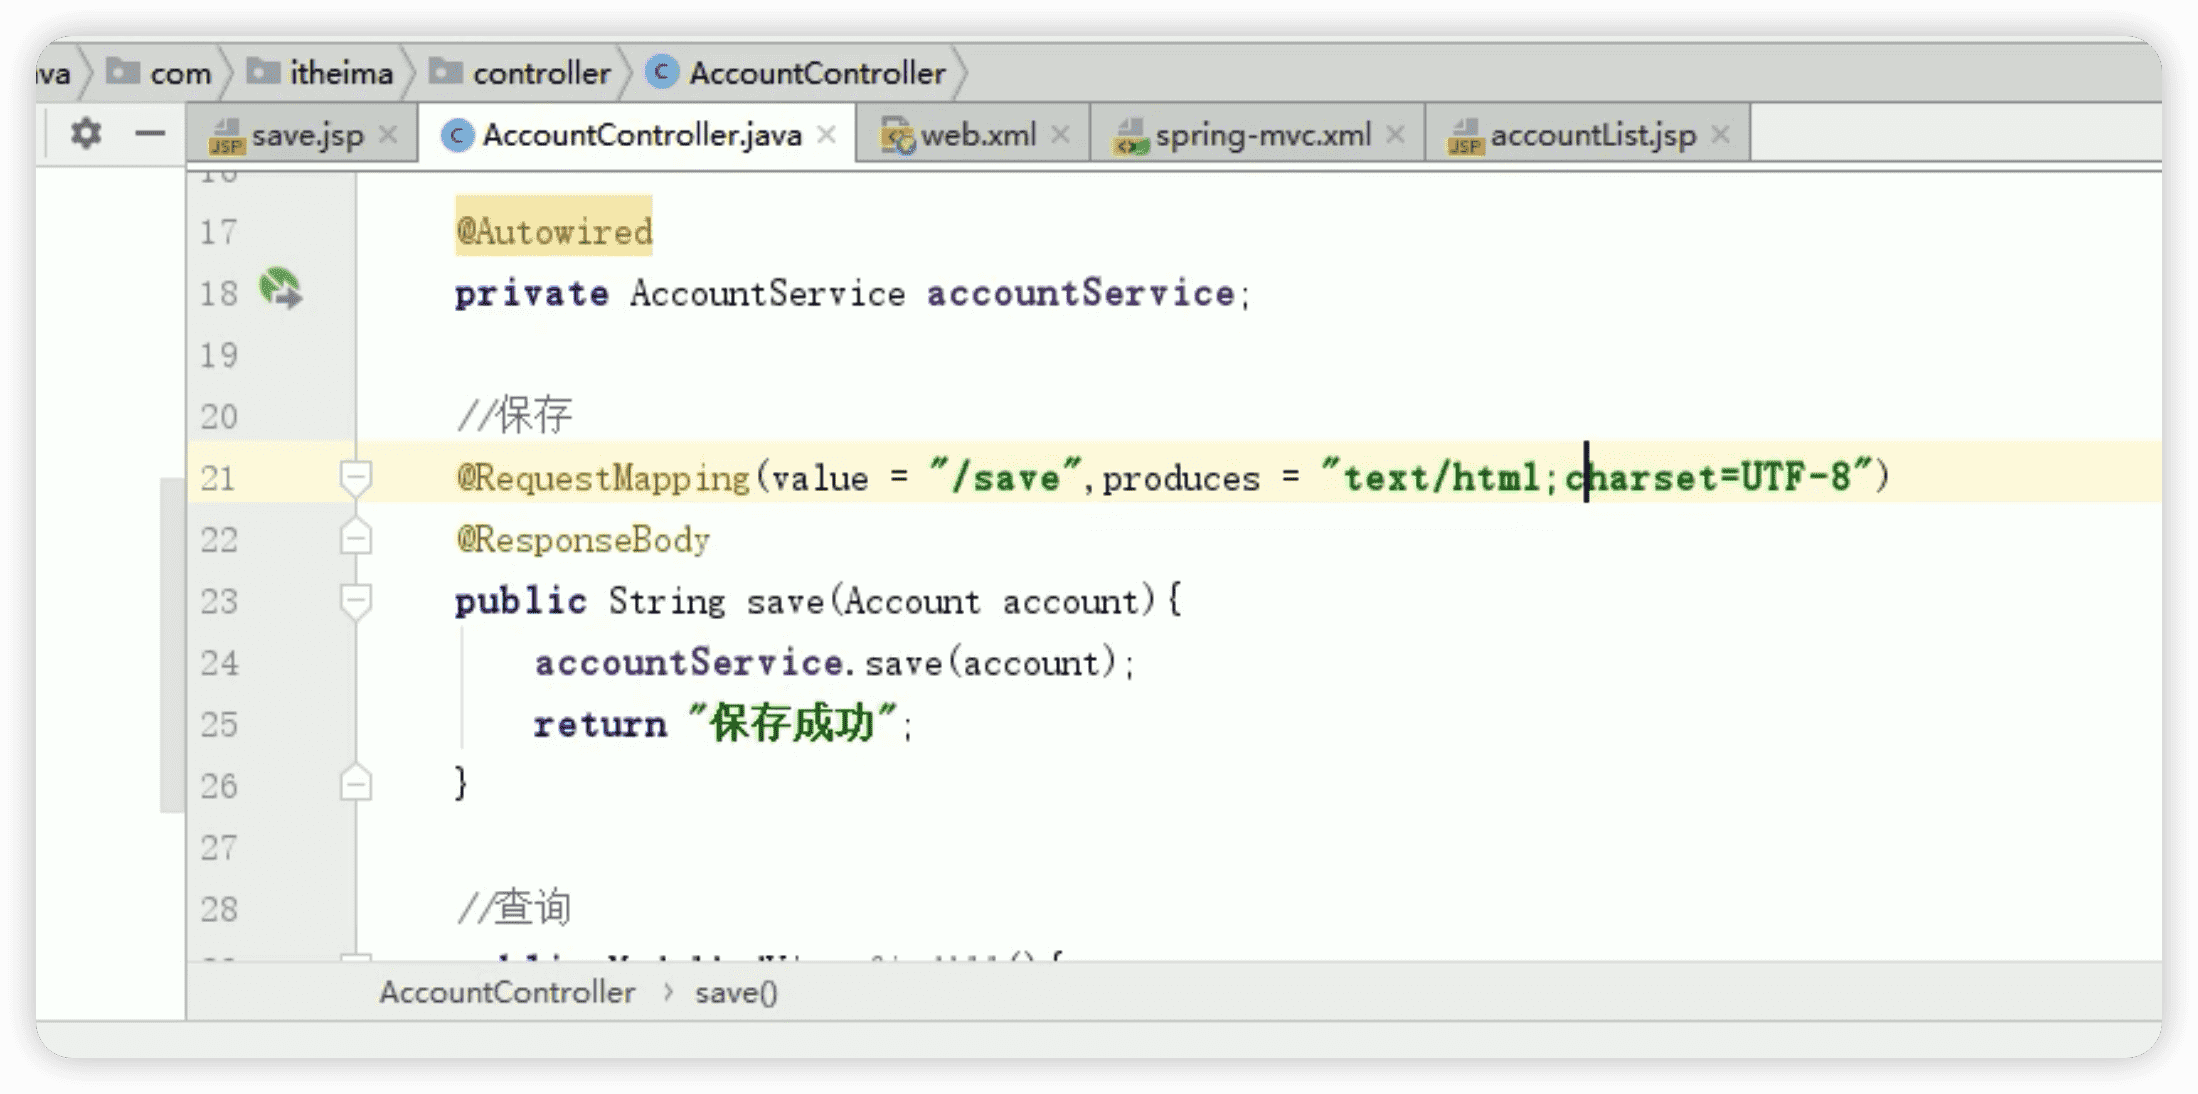 va com itheima controller AccountController
save.jsp AccountController.java web.xml spring-mvc.xml accountList.jsp
17 @Autowired
18 private AccountService accountService;
19
20 //保存
21 @RequestMapping(value = "/save",produces = "text/html;charset=UTF-8")
22 @ResponseBody
23 public String save(Account account){
24 accountService.save(account);
25 return "保存成功";
26 }
27
28 //查询
AccountController › save()